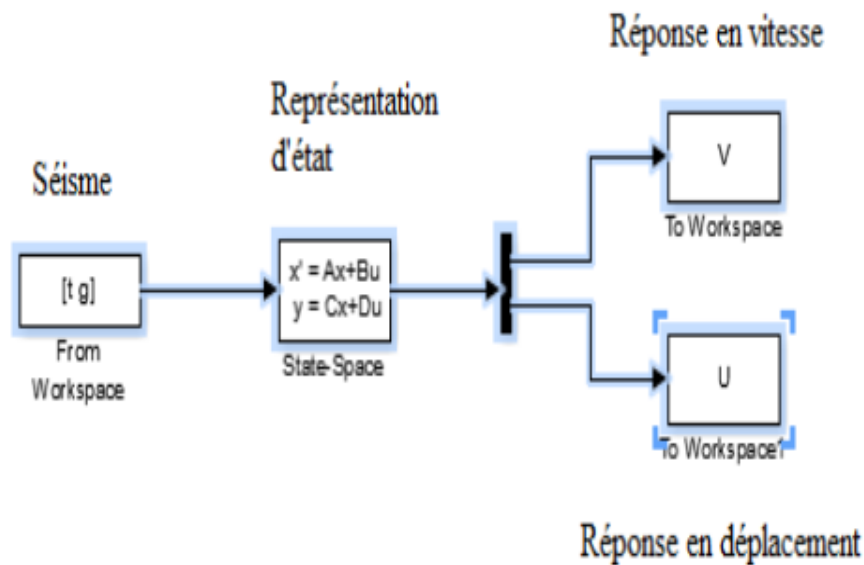 Réponse en vitesse
Représentation
d'état
Séisme
V
To Workspace
[t g]
From
Workspace
x' = Ax+Bu
y = Cx+Du
State-Space
U
To Workspace1
Réponse en déplacement